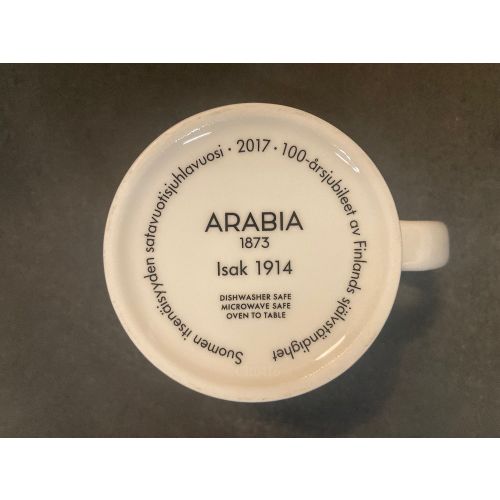 Suomen itsenäisyyden satavuotisjuhlavuosi · 2017 · 100-årsjubileet av Finlands självständighet
ARABIA
1873
Isak 1914
DISHWASHER SAFE
MICROWAVE SAFE
OVEN TO TABLE